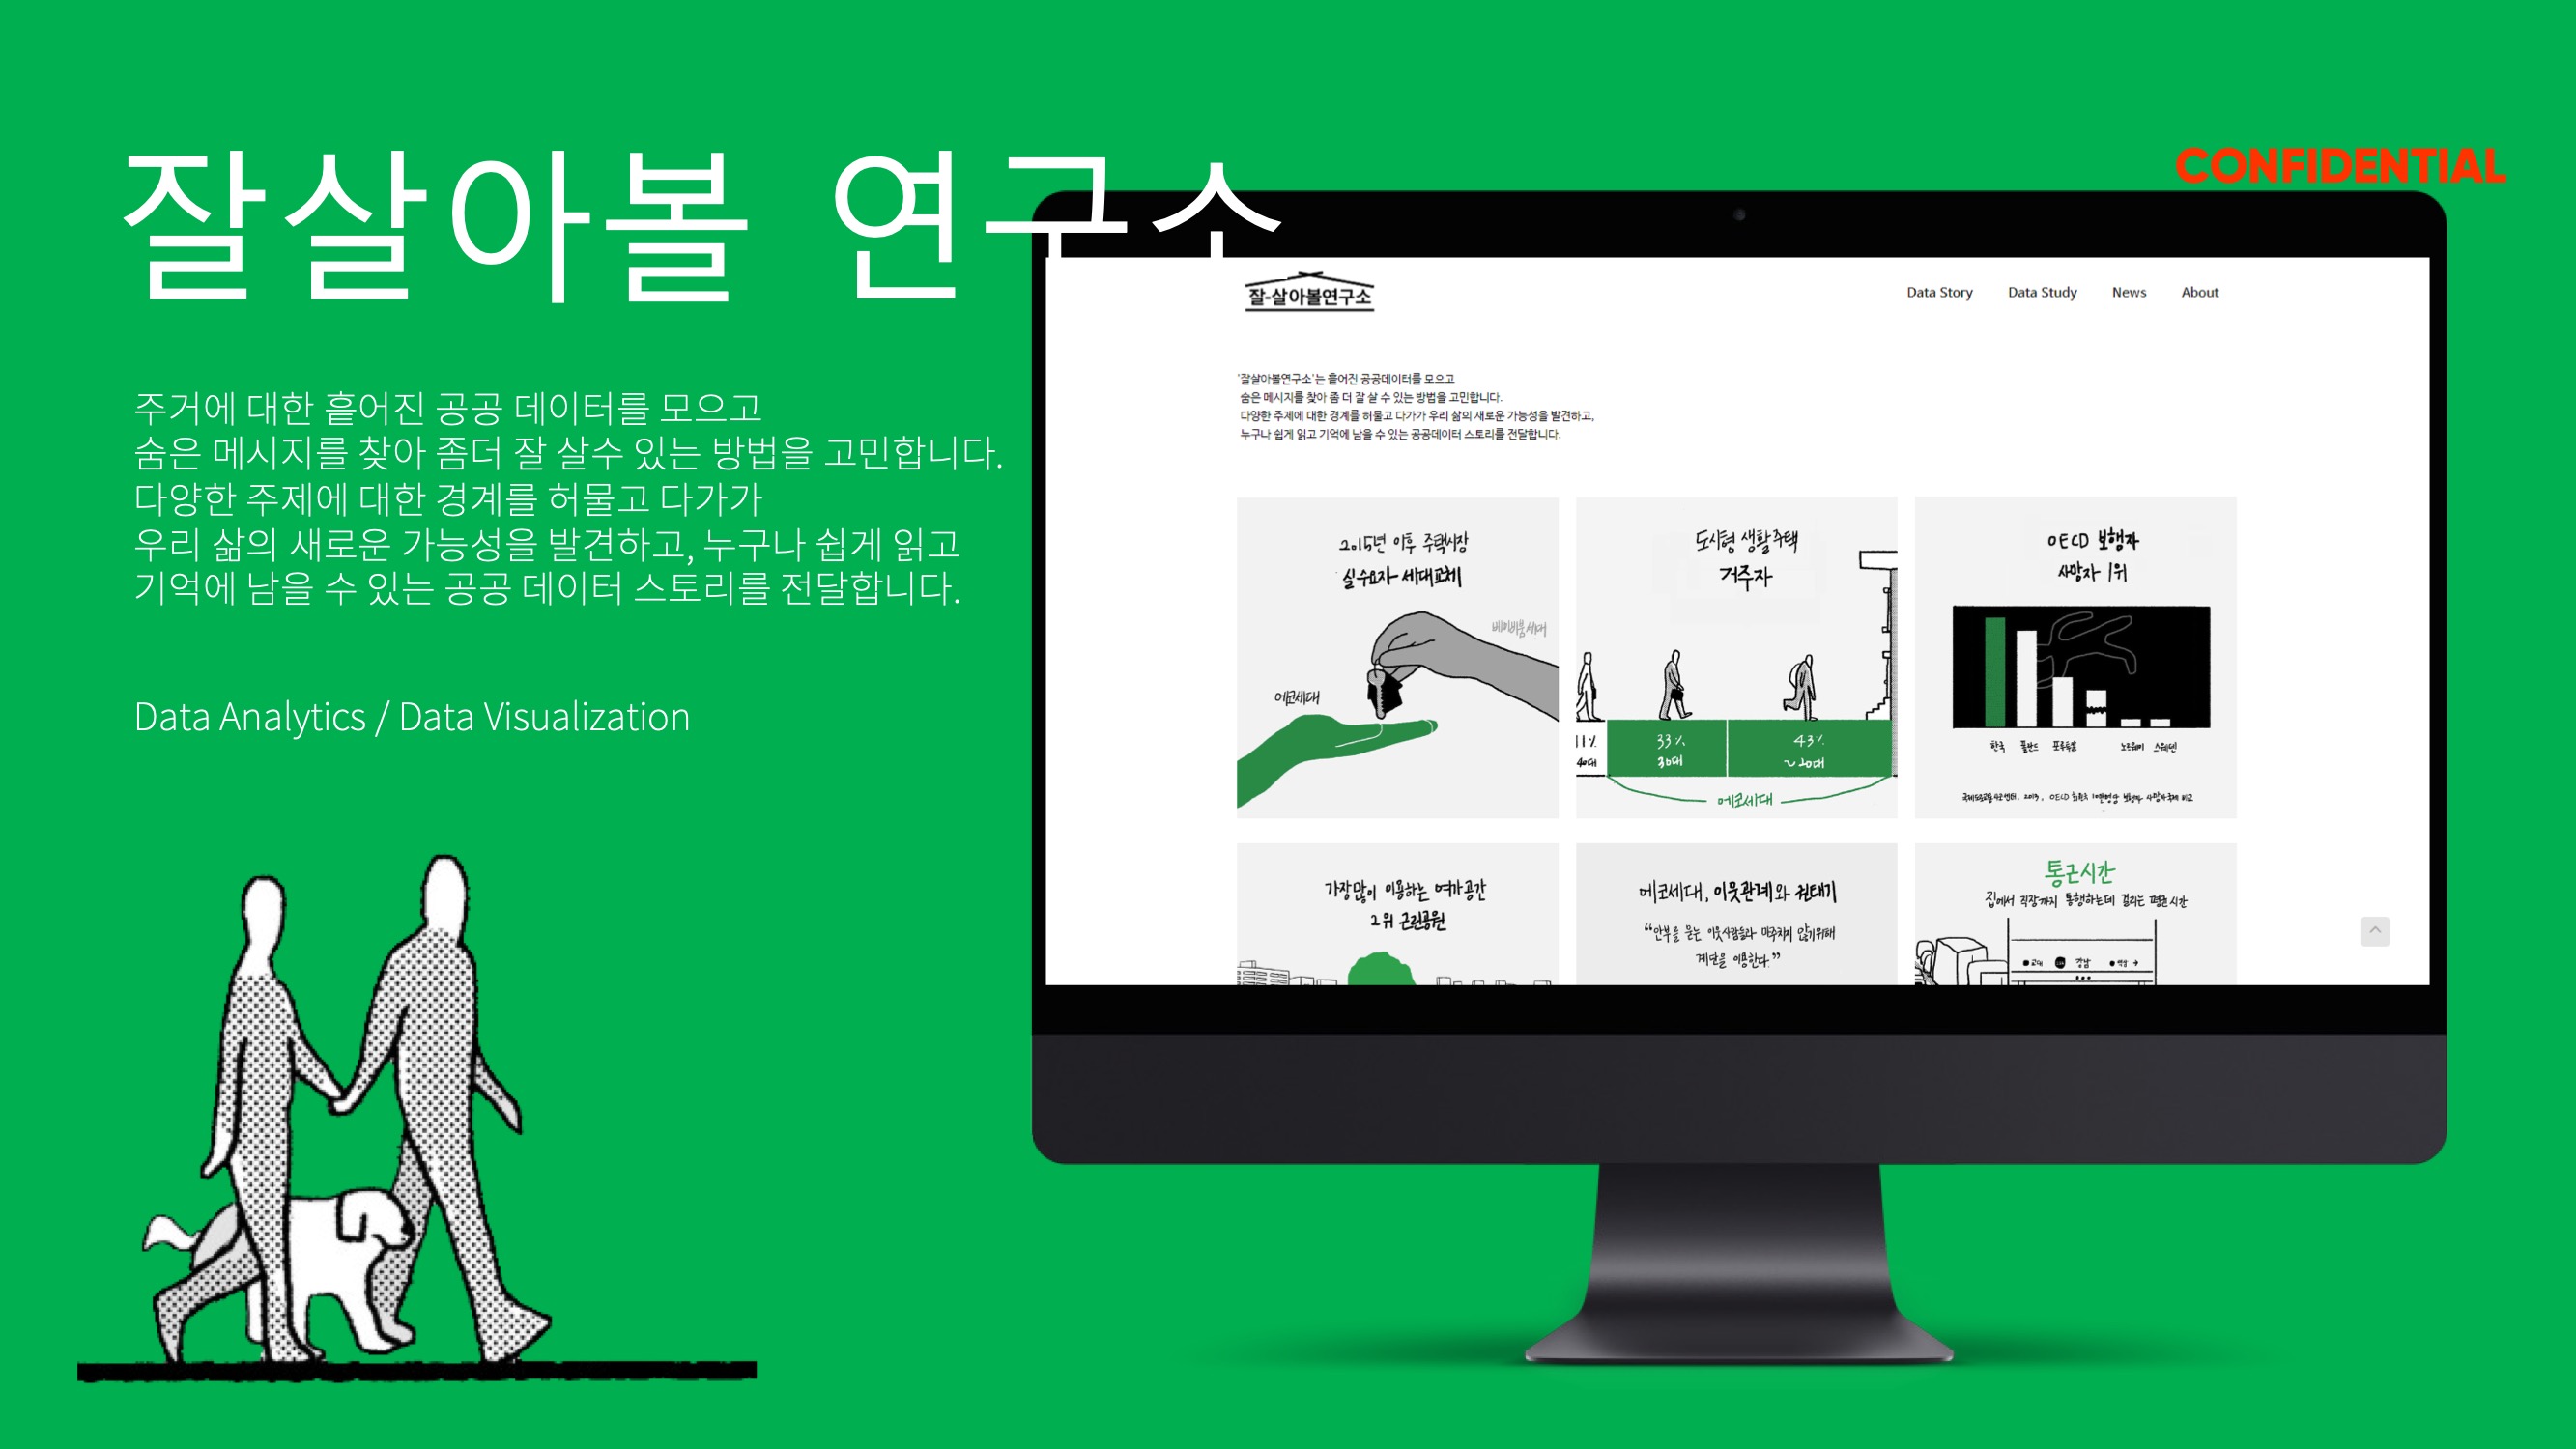 잘살아볼 연구소
CONFIDENTIAL
주거에 대한 흩어진 공공 데이터를 모으고
숨은 메시지를 찾아 좀더 잘 살수 있는 방법을 고민합니다.
다양한 주제에 대한 경계를 허물고 다가가
우리 삶의 새로운 가능성을 발견하고, 누구나 쉽게 읽고
기억에 남을 수 있는 공공 데이터 스토리를 전달합니다.
Data Analytics / Data Visualization
잘-살아볼연구소
Data Story Data Study News About
'잘살아볼연구소'는 흩어진 공공데이터를 모으고
숨은 메시지를 찾아 좀 더 잘 살 수 있는 방법을 고민합니다.
다양한 주제에 대한 경계를 허물고 다가가 우리 삶의 새로운 가능성을 발견하고,
누구나 쉽게 읽고 기억에 남을 수 있는 공공데이터 스토리를 전달합니다.
2015년 이후 주택시장
실수요자 세대교체
베이비붐세대
에코세대
도시형 생활주택
거주자
11% 33% 43%
40대 30대 ~20대
에코세대
OECD 보행자
사망자 1위
한국 폴란드 포르투갈 노르웨이 스웨덴
가장많이 이용하는 여가공간
2위 근린공원
에코세대, 이웃관계와 권태기
“안부를 묻는 이웃사람들과 마주치지 않기위해
계단을 이용한다.”
통근시간
집에서 직장까지 통행하는데 걸리는 평균시간
교대 강남 역삼